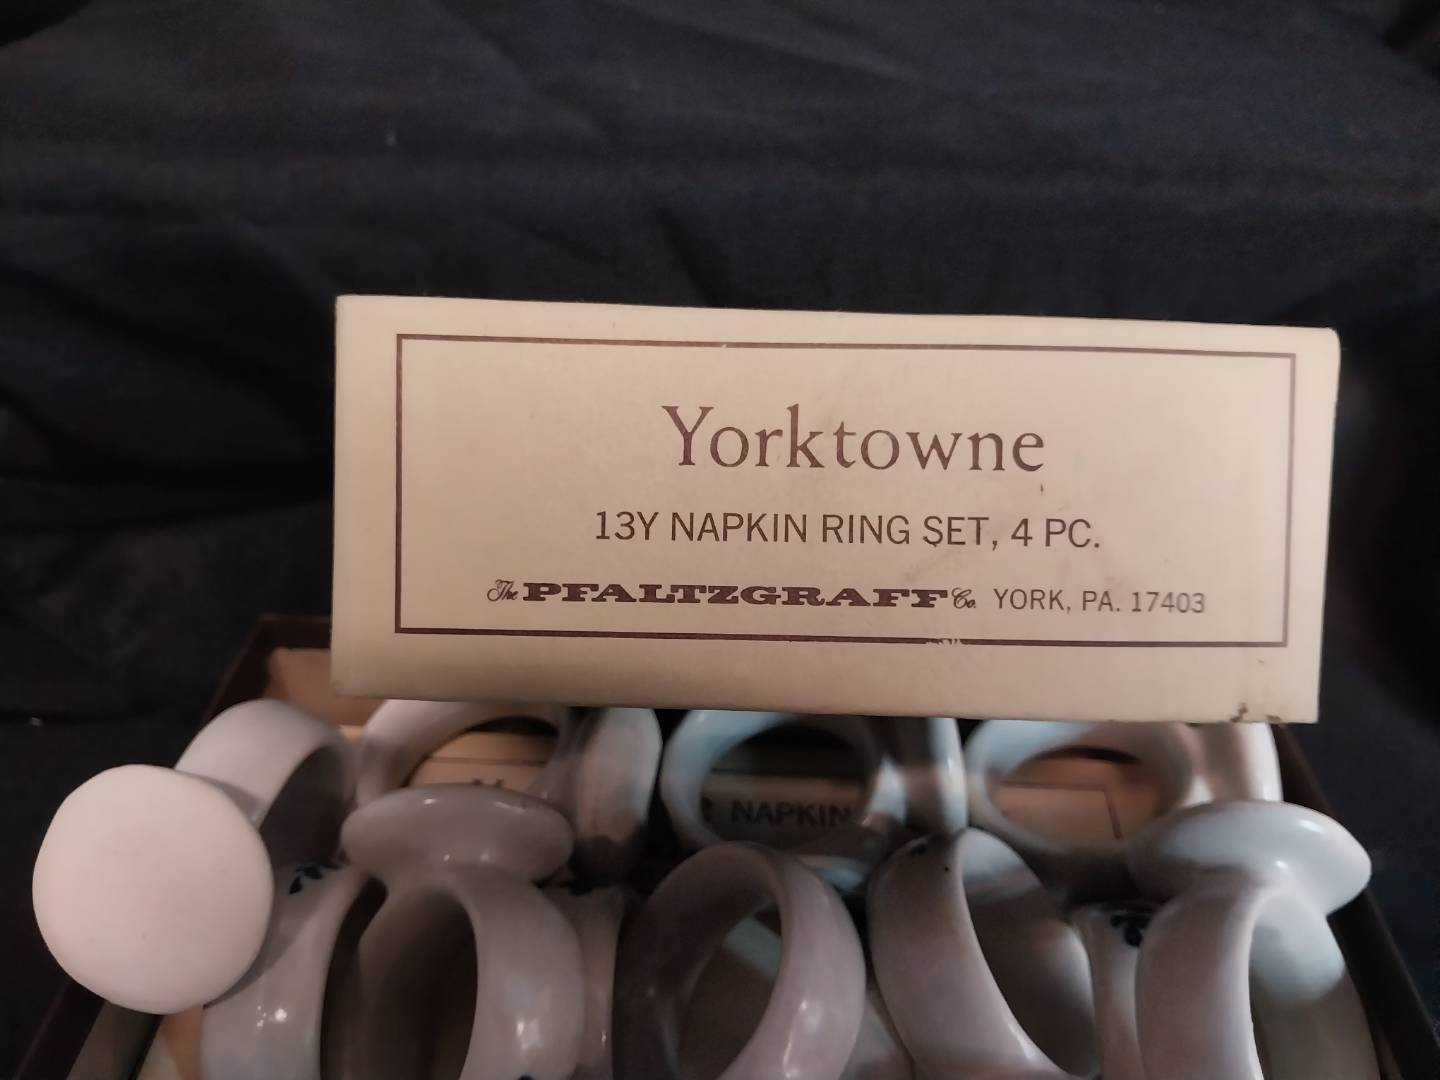 Yorktowne
13Y NAPKIN RING SET, 4 PC.
The PFALTZGRAFF Co. YORK, PA. 17403
NAPKIN